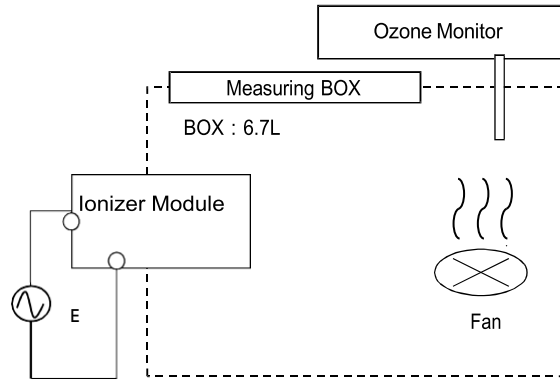 Ozone Monitor
Measuring BOX
BOX : 6.7L
Ionizer Module
E
Fan